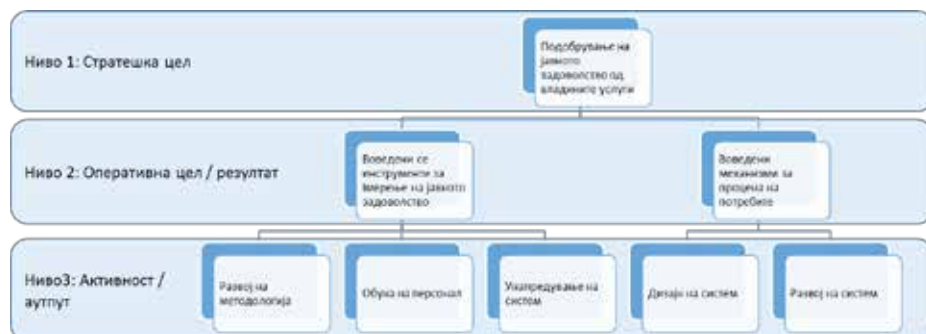 Ниво 1: Стратешка цел
Подобрување на
јавното
задоволство од
владините услуги
Ниво 2: Оперативна цел / резултат
Воведени се
инструменти за
мерење на јавното
задоволство
Воведени
механизми за
процена на
потребите
Ниво3: Активност /
аутпут
Развој на
методологија
Обука на персонал
Унапредување на
систем
Дизајн на систем
Развој на систем